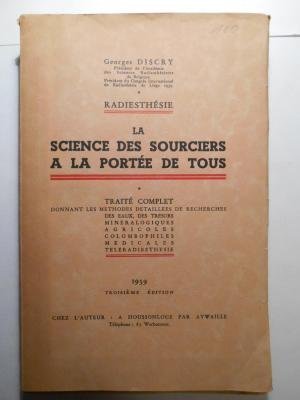 Georges DISCRY
Président de l'Académie
des Sciences Radiesthésistes
de Belgique
Président du Congrès International
de Radiesthésie de Liège 1939
RADIESTHÉSIE
LA
SCIENCE DES SOURCIERS
A LA PORTÉE DE TOUS
TRAITÉ COMPLET
DONNANT LES MÉTHODES DÉTAILLÉES DE RECHERCHES
DES EAUX, DES TRÉSORS
MINÉRALOGIQUES
AGRICOLES
COLOMBOPHILES
MÉDICALES
TÉLÉRADIESTHÉSIE
1939
TROISIÈME ÉDITION
CHEZ L'AUTEUR : A HOUSSONLOGE PAR AYWAILLE
Téléphone : 83 Werbomont.